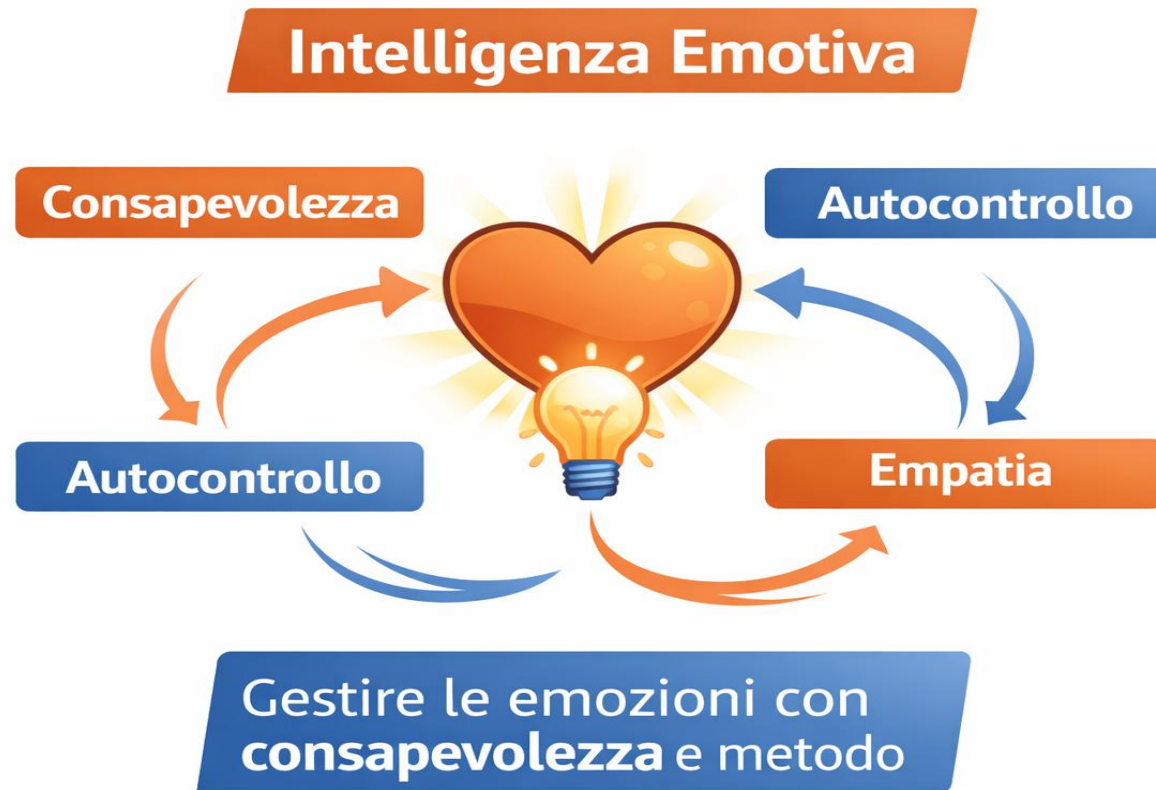 Intelligenza Emotiva
Consapevolezza
Autocontrollo
Autocontrollo
Empatia
Gestire le emozioni con
consapevolezza e metodo